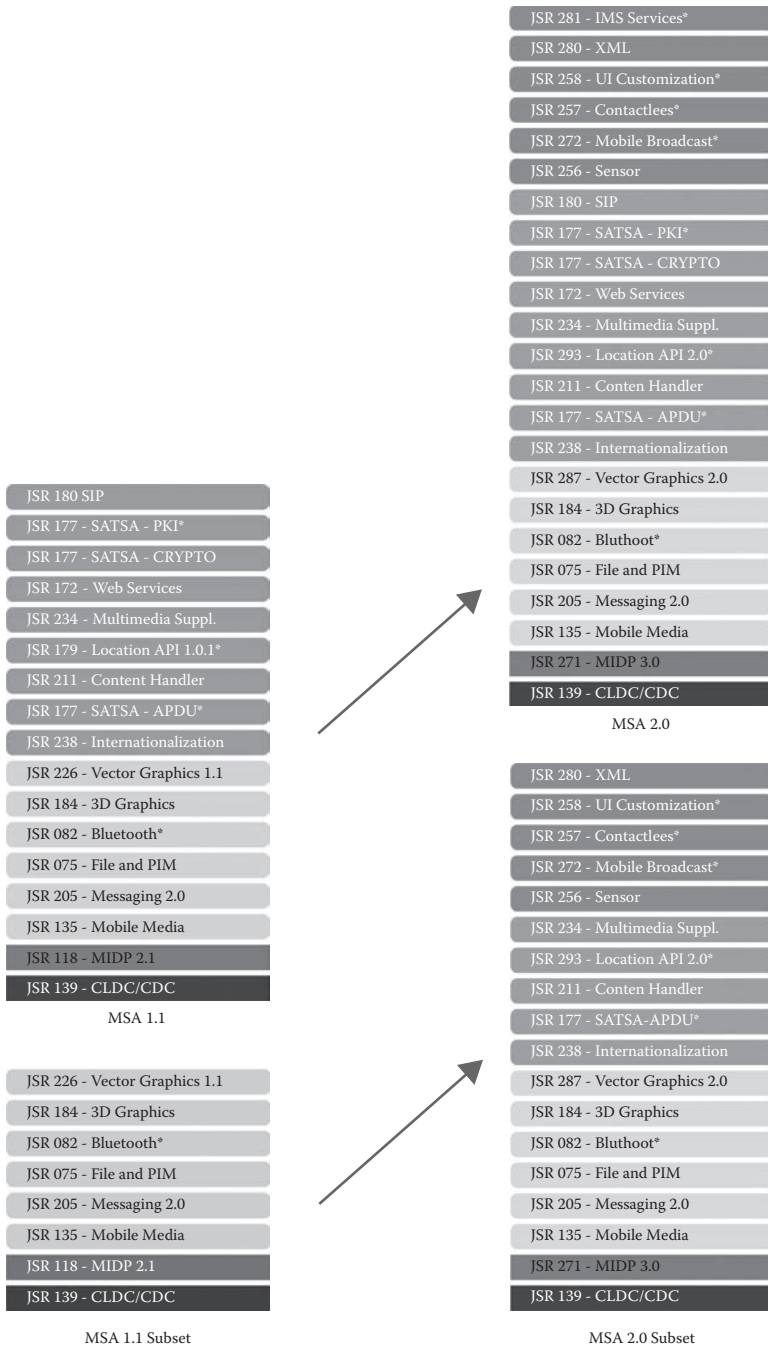 JSR 180 SIP
JSR 177 - SATSA - PKI*
JSR 177 - SATSA - CRYPTO
JSR 172 - Web Services
JSR 234 - Multimedia Suppl.
JSR 179 - Location API 1.0.1*
JSR 211 - Content Handler
JSR 177 - SATSA - APDU*
JSR 238 - Internationalization
JSR 226 - Vector Graphics 1.1
JSR 184 - 3D Graphics
JSR 082 - Bluetooth*
JSR 075 - File and PIM
JSR 205 - Messaging 2.0
JSR 135 - Mobile Media
JSR 118 - MIDP 2.1
JSR 139 - CLDC/CDC
MSA 1.1
JSR 226 - Vector Graphics 1.1
JSR 184 - 3D Graphics
JSR 082 - Bluetooth*
JSR 075 - File and PIM
JSR 205 - Messaging 2.0
JSR 135 - Mobile Media
JSR 118 - MIDP 2.1
JSR 139 - CLDC/CDC
MSA 1.1 Subset
JSR 281 - IMS Services*
JSR 280 - XML
JSR 258 - UI Customization*
JSR 257 - Contactlees*
JSR 272 - Mobile Broadcast*
JSR 256 - Sensor
JSR 180 - SIP
JSR 177 - SATSA - PKI*
JSR 177 - SATSA - CRYPTO
JSR 172 - Web Services
JSR 234 - Multimedia Suppl.
JSR 293 - Location API 2.0*
JSR 211 - Conten Handler
JSR 177 - SATSA - APDU*
JSR 238 - Internationalization
JSR 287 - Vector Graphics 2.0
JSR 184 - 3D Graphics
JSR 082 - Bluthoot*
JSR 075 - File and PIM
JSR 205 - Messaging 2.0
JSR 135 - Mobile Media
JSR 271 - MIDP 3.0
JSR 139 - CLDC/CDC
MSA 2.0
JSR 280 - XML
JSR 258 - UI Customization*
JSR 257 - Contactlees*
JSR 272 - Mobile Broadcast*
JSR 256 - Sensor
JSR 234 - Multimedia Suppl.
JSR 293 - Location API 2.0*
JSR 211 - Conten Handler
JSR 177 - SATSA-APDU*
JSR 238 - Internationalization
JSR 287 - Vector Graphics 2.0
JSR 184 - 3D Graphics
JSR 082 - Bluthoot*
JSR 075 - File and PIM
JSR 205 - Messaging 2.0
JSR 135 - Mobile Media
JSR 271 - MIDP 3.0
JSR 139 - CLDC/CDC
MSA 2.0 Subset